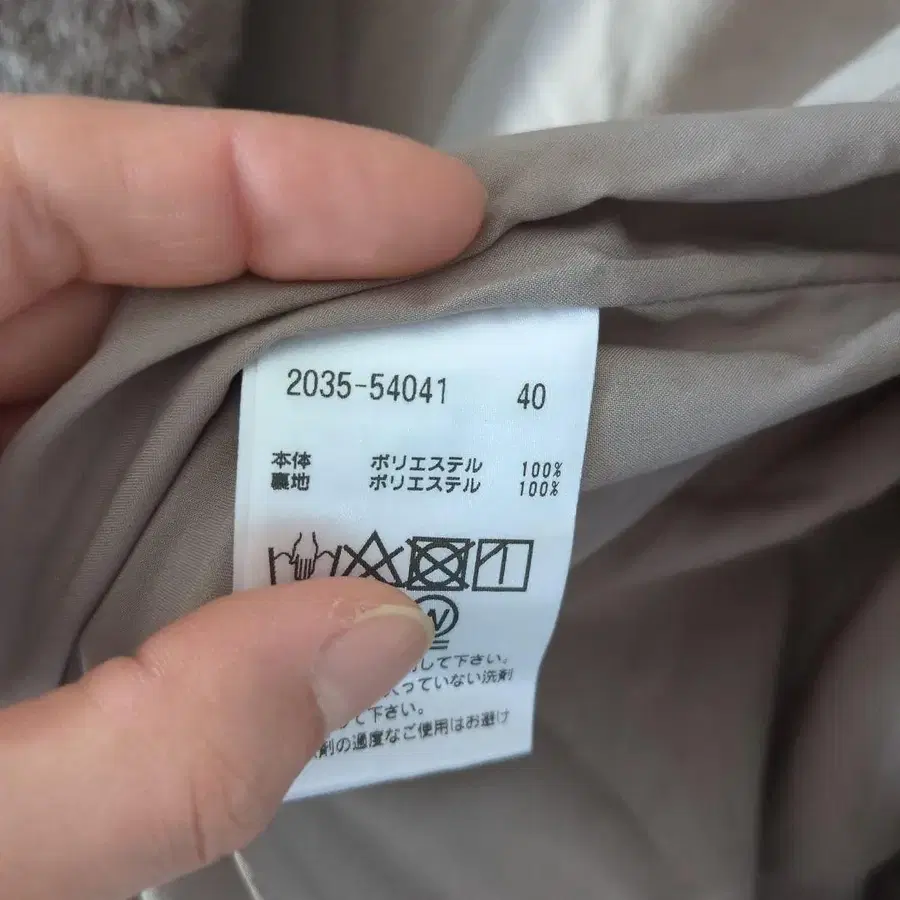 2035-54041 40
本体 ポリエステル 100%
裏地 ポリエステル 100%
W
して下さい。
っていない洗剤
て下さい。
剤の過度なご使用はお避け